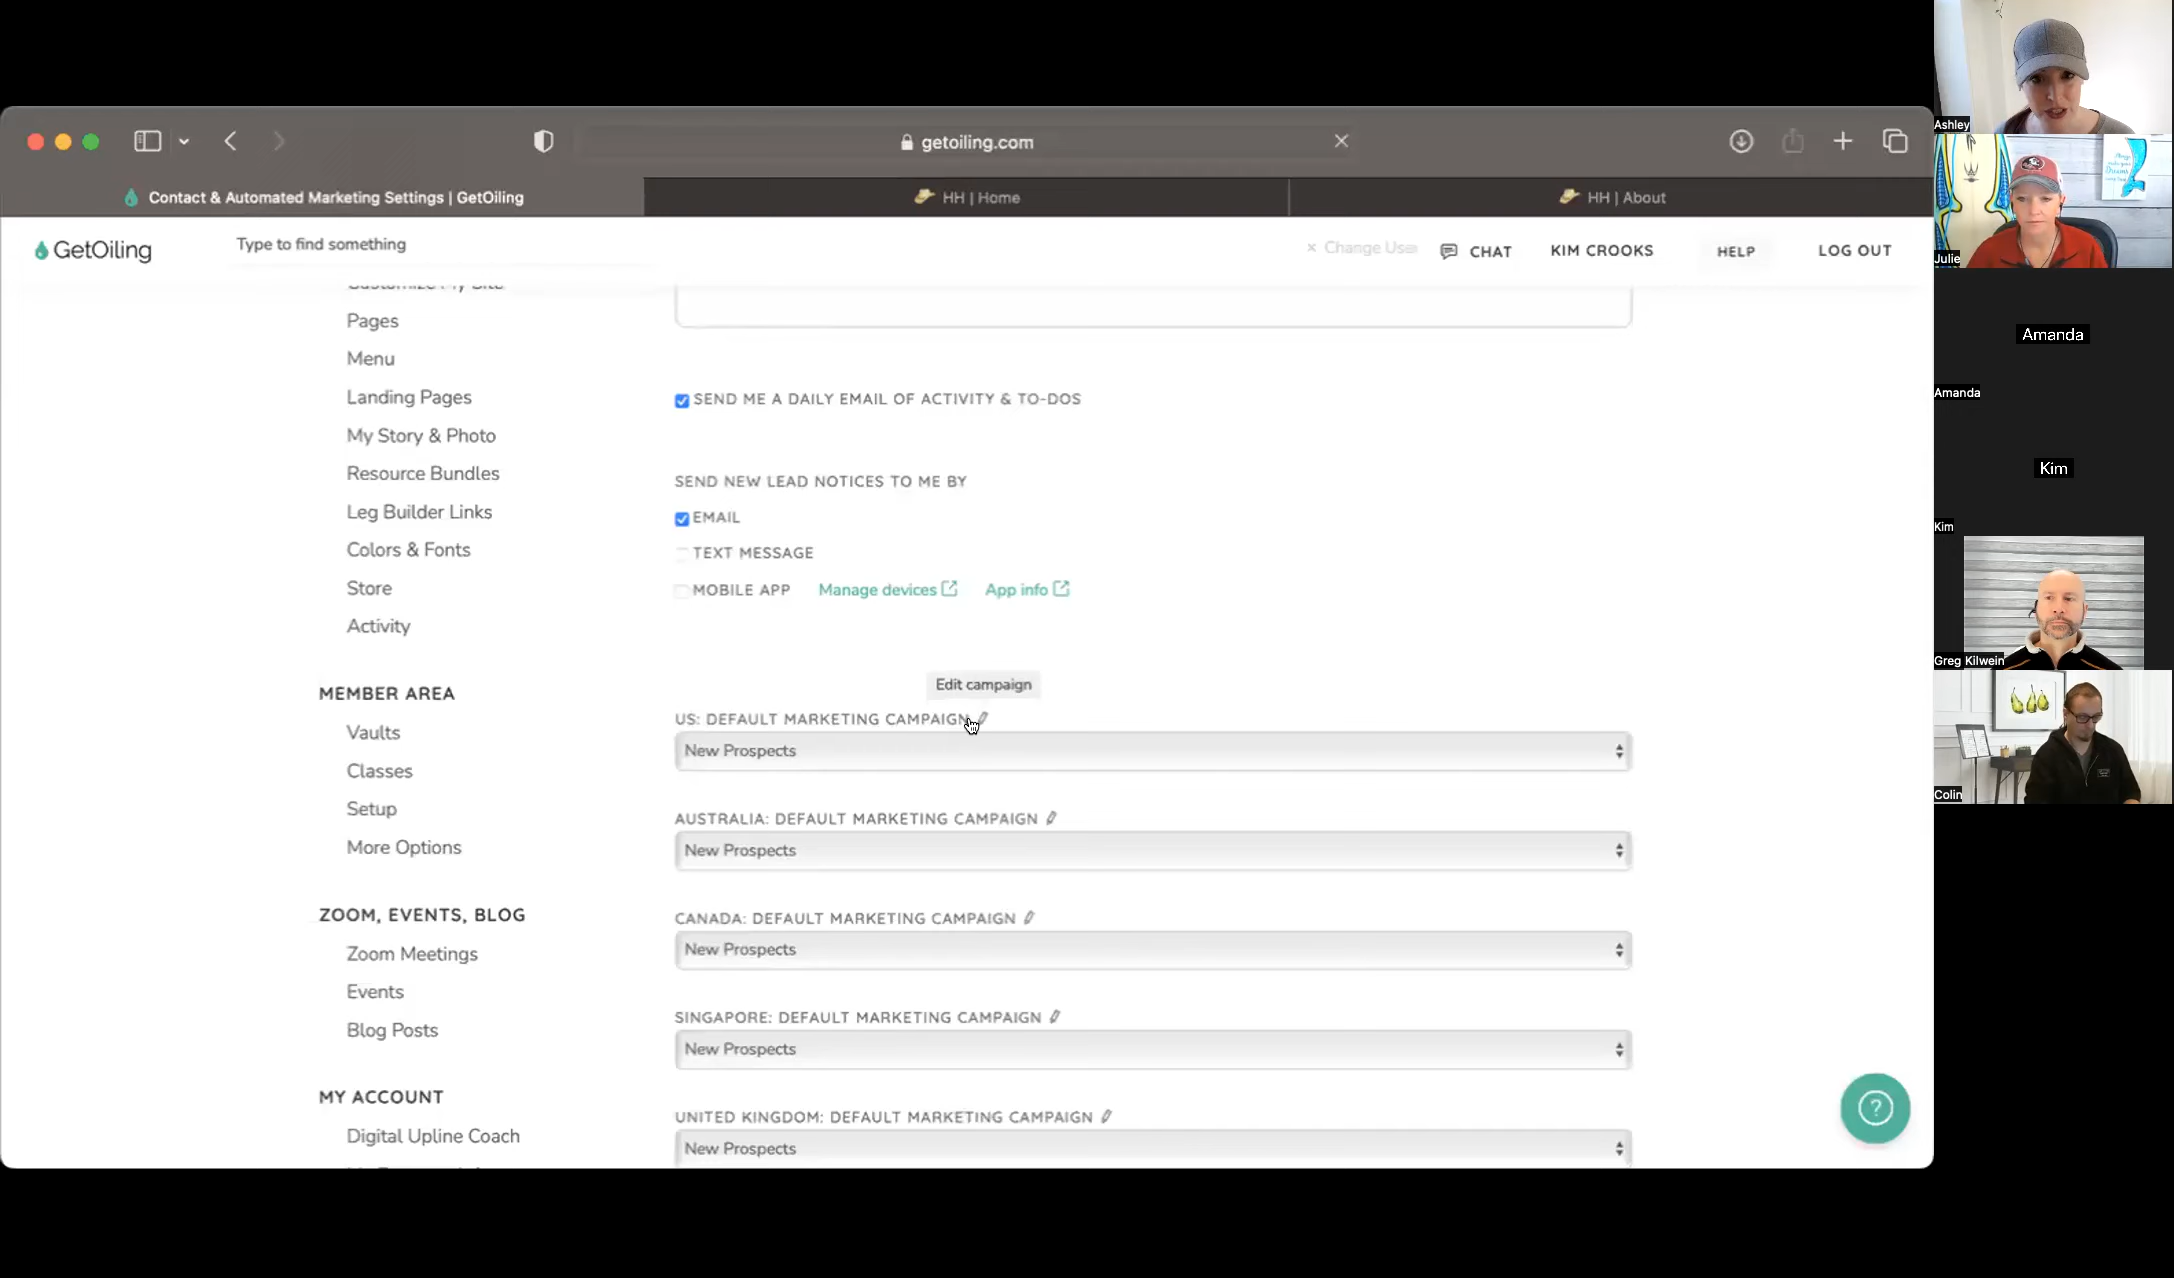 getoiling.com
Contact & Automated Marketing Settings | GetOiling
HH | Home
HH | About
GetOiling
Type to find something
× Change User
CHAT
KIM CROOKS
HELP
LOG OUT
Customize My Site
Pages
Menu
Landing Pages
My Story & Photo
Resource Bundles
Leg Builder Links
Colors & Fonts
Store
Activity
MEMBER AREA
Vaults
Classes
Setup
More Options
ZOOM, EVENTS, BLOG
Zoom Meetings
Events
Blog Posts
MY ACCOUNT
Digital Upline Coach
SEND ME A DAILY EMAIL OF ACTIVITY & TO-DOS
SEND NEW LEAD NOTICES TO ME BY
EMAIL
TEXT MESSAGE
MOBILE APP Manage devices App info
Edit campaign
US: DEFAULT MARKETING CAMPAIGN
New Prospects
AUSTRALIA: DEFAULT MARKETING CAMPAIGN
New Prospects
CANADA: DEFAULT MARKETING CAMPAIGN
New Prospects
SINGAPORE: DEFAULT MARKETING CAMPAIGN
New Prospects
UNITED KINGDOM: DEFAULT MARKETING CAMPAIGN
New Prospects
?
Ashley
Julie
Amanda
Amanda
Kim
Kim
Greg Kilwein
Colin